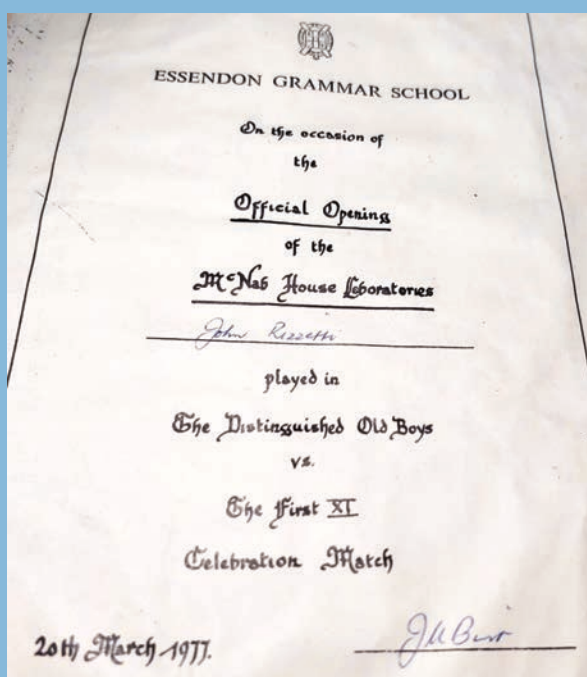 ESSENDON GRAMMAR SCHOOL
On the occasion of
the
Official Opening
of the
McNab House Laboratories
John Rizzetti
played in
The Distinguished Old Boys
vs.
The First XI
Celebration Match
20th March 1977.